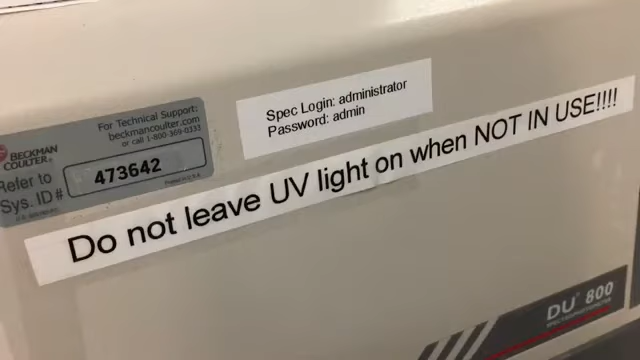 For Technical Support:
beckmancoulter.com
or call 1-800-369-0333
BECKMAN
COULTER
Refer to
Sys. ID#
473642
Spec Login: administrator
Password: admin
Do not leave UV light on when NOT IN USE!!!!
DU 800
SPECTROPHOTOMETER